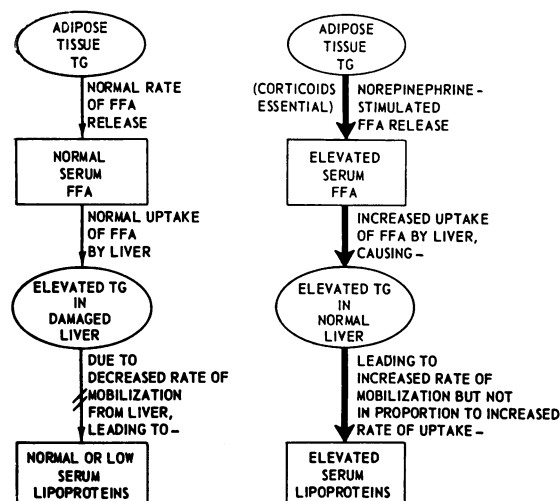 ADIPOSE
TISSUE
TG
NORMAL RATE
OF FFA
RELEASE
NORMAL
SERUM
FFA
NORMAL UPTAKE
OF FFA
BY LIVER
ELEVATED TG
IN
DAMAGED
LIVER
DUE TO
DECREASED RATE OF
MOBILIZATION
FROM LIVER,
LEADING TO–
NORMAL OR LOW
SERUM
LIPOPROTEINS
ADIPOSE
TISSUE
TG
(CORTICOIDS
ESSENTIAL)
NOREPINEPHRINE–
STIMULATED
FFA RELEASE
ELEVATED
SERUM
FFA
INCREASED UPTAKE
OF FFA BY LIVER,
CAUSING–
ELEVATED TG
IN
NORMAL
LIVER
LEADING TO
INCREASED RATE OF
MOBILIZATION BUT NOT
IN PROPORTION TO INCREASED
RATE OF UPTAKE–
ELEVATED
SERUM
LIPOPROTEINS